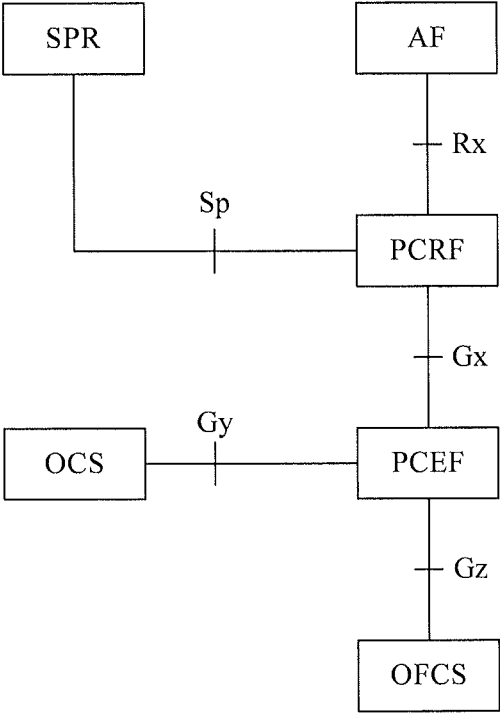 SPR
AF
Rx
Sp
PCRF
Gx
Gy
OCS
PCEF
Gz
OFCS